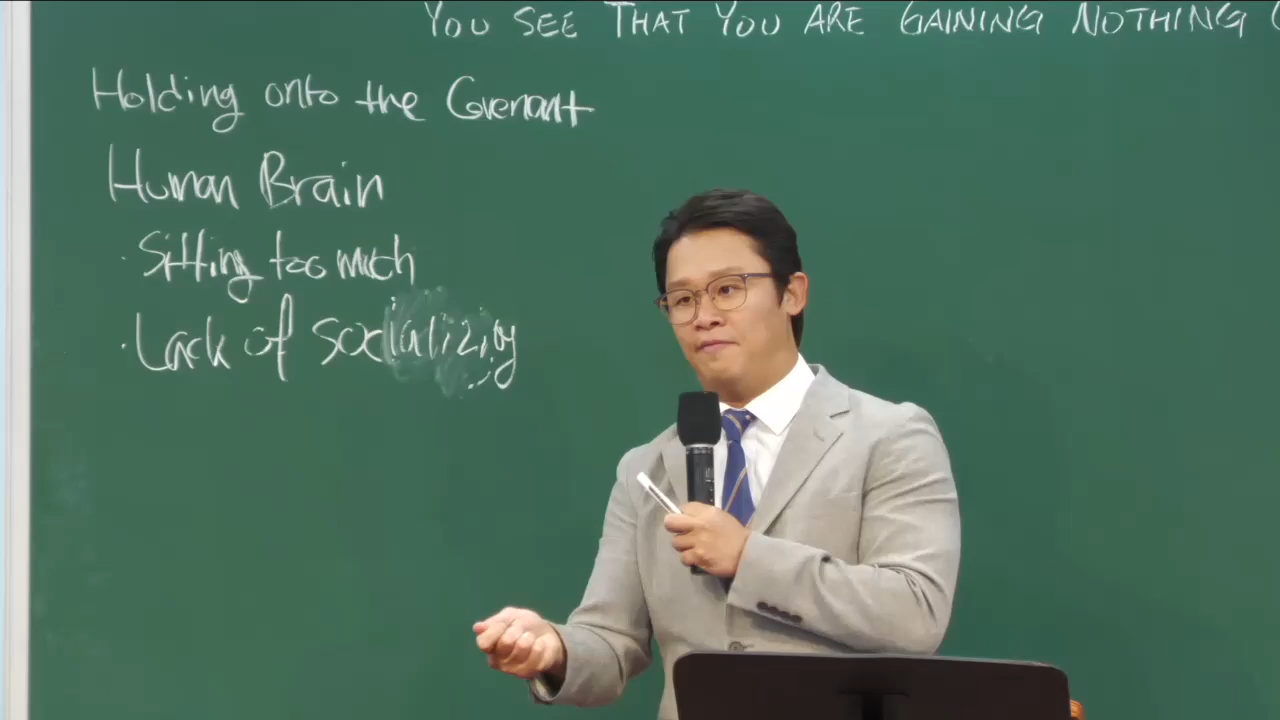 YOU SEE THAT YOU ARE GAINING NOTHING
Holding onto the Covenant
Human Brain
· Sitting too much
· Lack of socializing